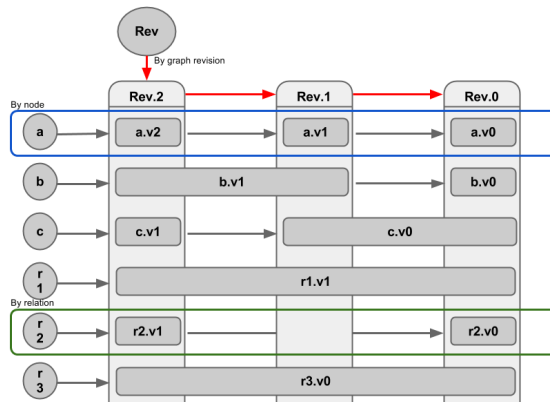 Rev
By graph revision
Rev.2 Rev.1 Rev.0
By node
a a.v2 a.v1 a.v0
b b.v1 b.v0
c c.v1 c.v0
r
1 r1.v1
By relation
r
2 r2.v1 r2.v0
r
3 r3.v0